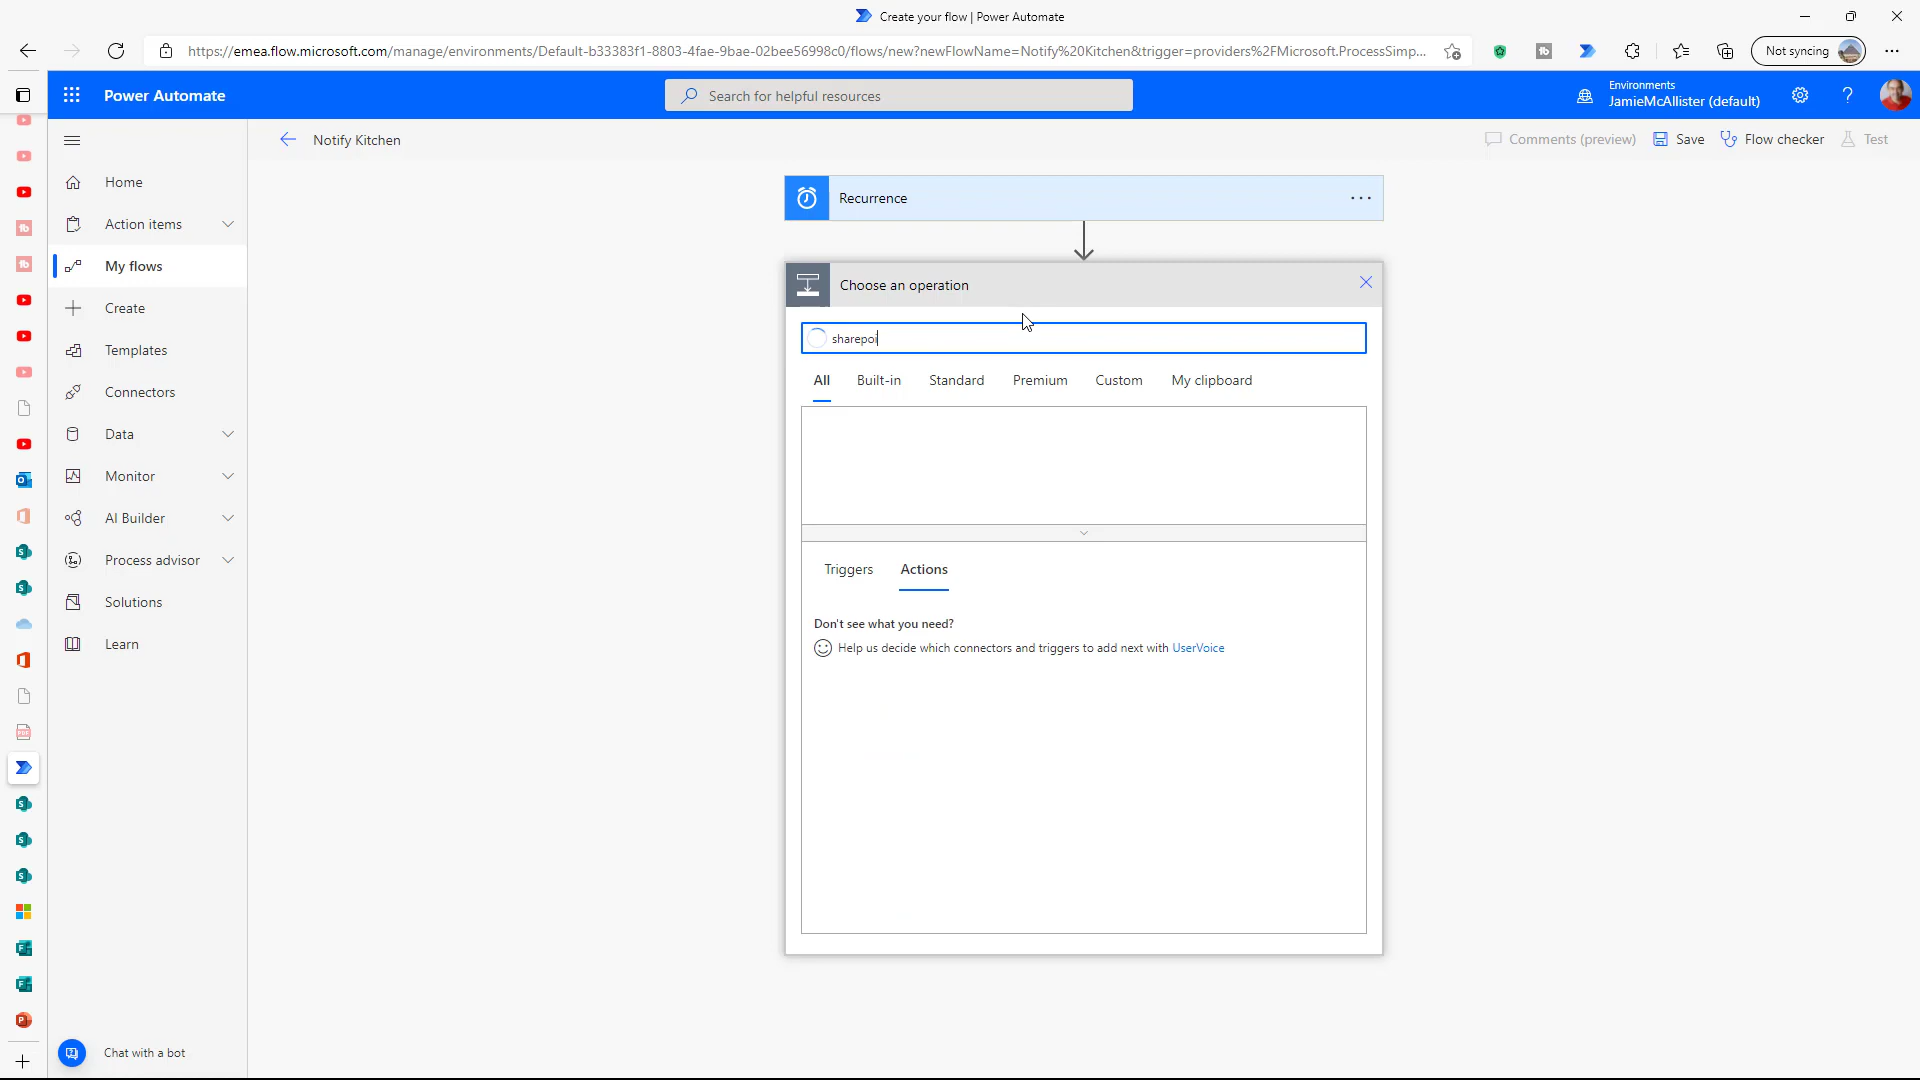 Create your flow | Power Automate
https://emea.flow.microsoft.com/manage/environments/Default-b33383f1-8803-4fae-9bae-02bee56998c0/flows/new?newFlowName=Notify%20Kitchen&trigger=providers%2FMicrosoft.ProcessSimp...
Not syncing
Power Automate
Search for helpful resources
Environments
JamieMcAllister (default)
Notify Kitchen
Comments (preview)
Save
Flow checker
Test
Home
Action items
My flows
Create
Templates
Connectors
Data
Monitor
AI Builder
Process advisor
Solutions
Learn
Chat with a bot
Recurrence
Choose an operation
sharepoi
All
Built-in
Standard
Premium
Custom
My clipboard
Triggers
Actions
Don't see what you need?
Help us decide which connectors and triggers to add next with UserVoice